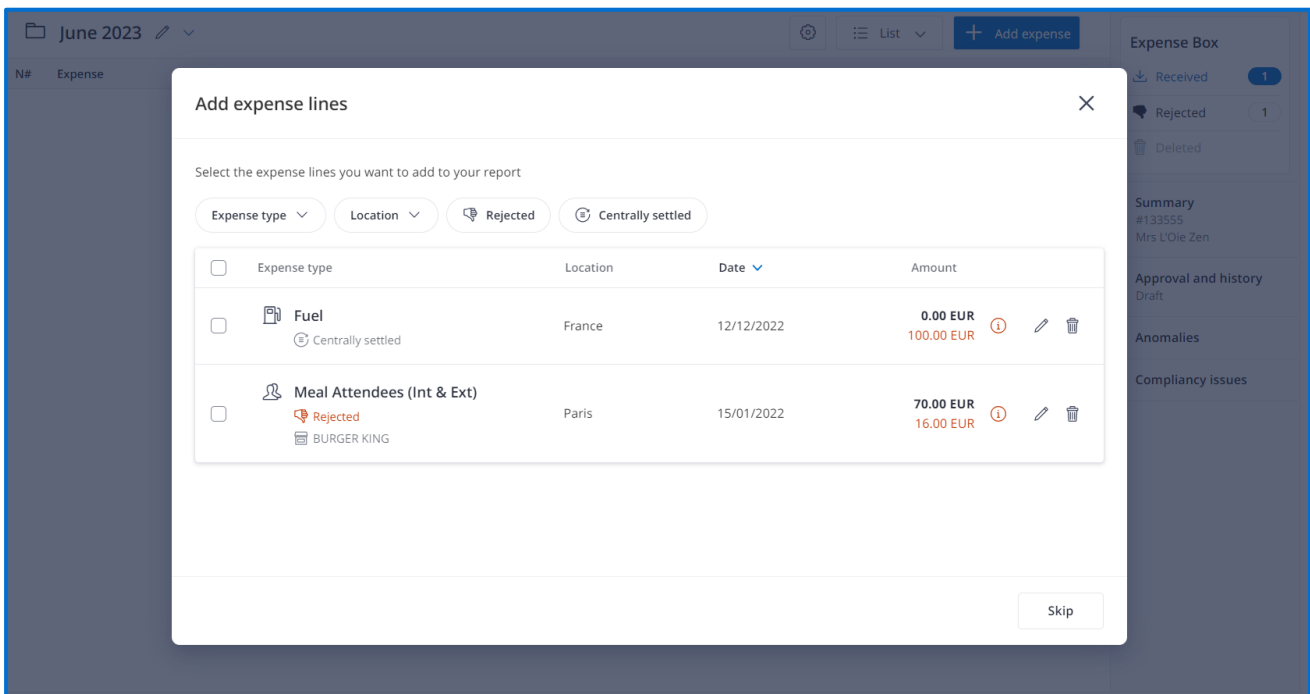 June 2023
List
Add expense
N# Expense
Add expense lines
Select the expense lines you want to add to your report
Expense type
Location
Rejected
Centrally settled
Expense type Location Date Amount
Fuel
Centrally settled
France
12/12/2022
0.00 EUR
100.00 EUR
Meal Attendees (Int & Ext)
Rejected
BURGER KING
Paris
15/01/2022
70.00 EUR
16.00 EUR
Skip
Expense Box
Received 1
Rejected 1
Deleted
Summary
#133555
Mrs L'Oie Zen
Approval and history
Draft
Anomalies
Compliancy issues